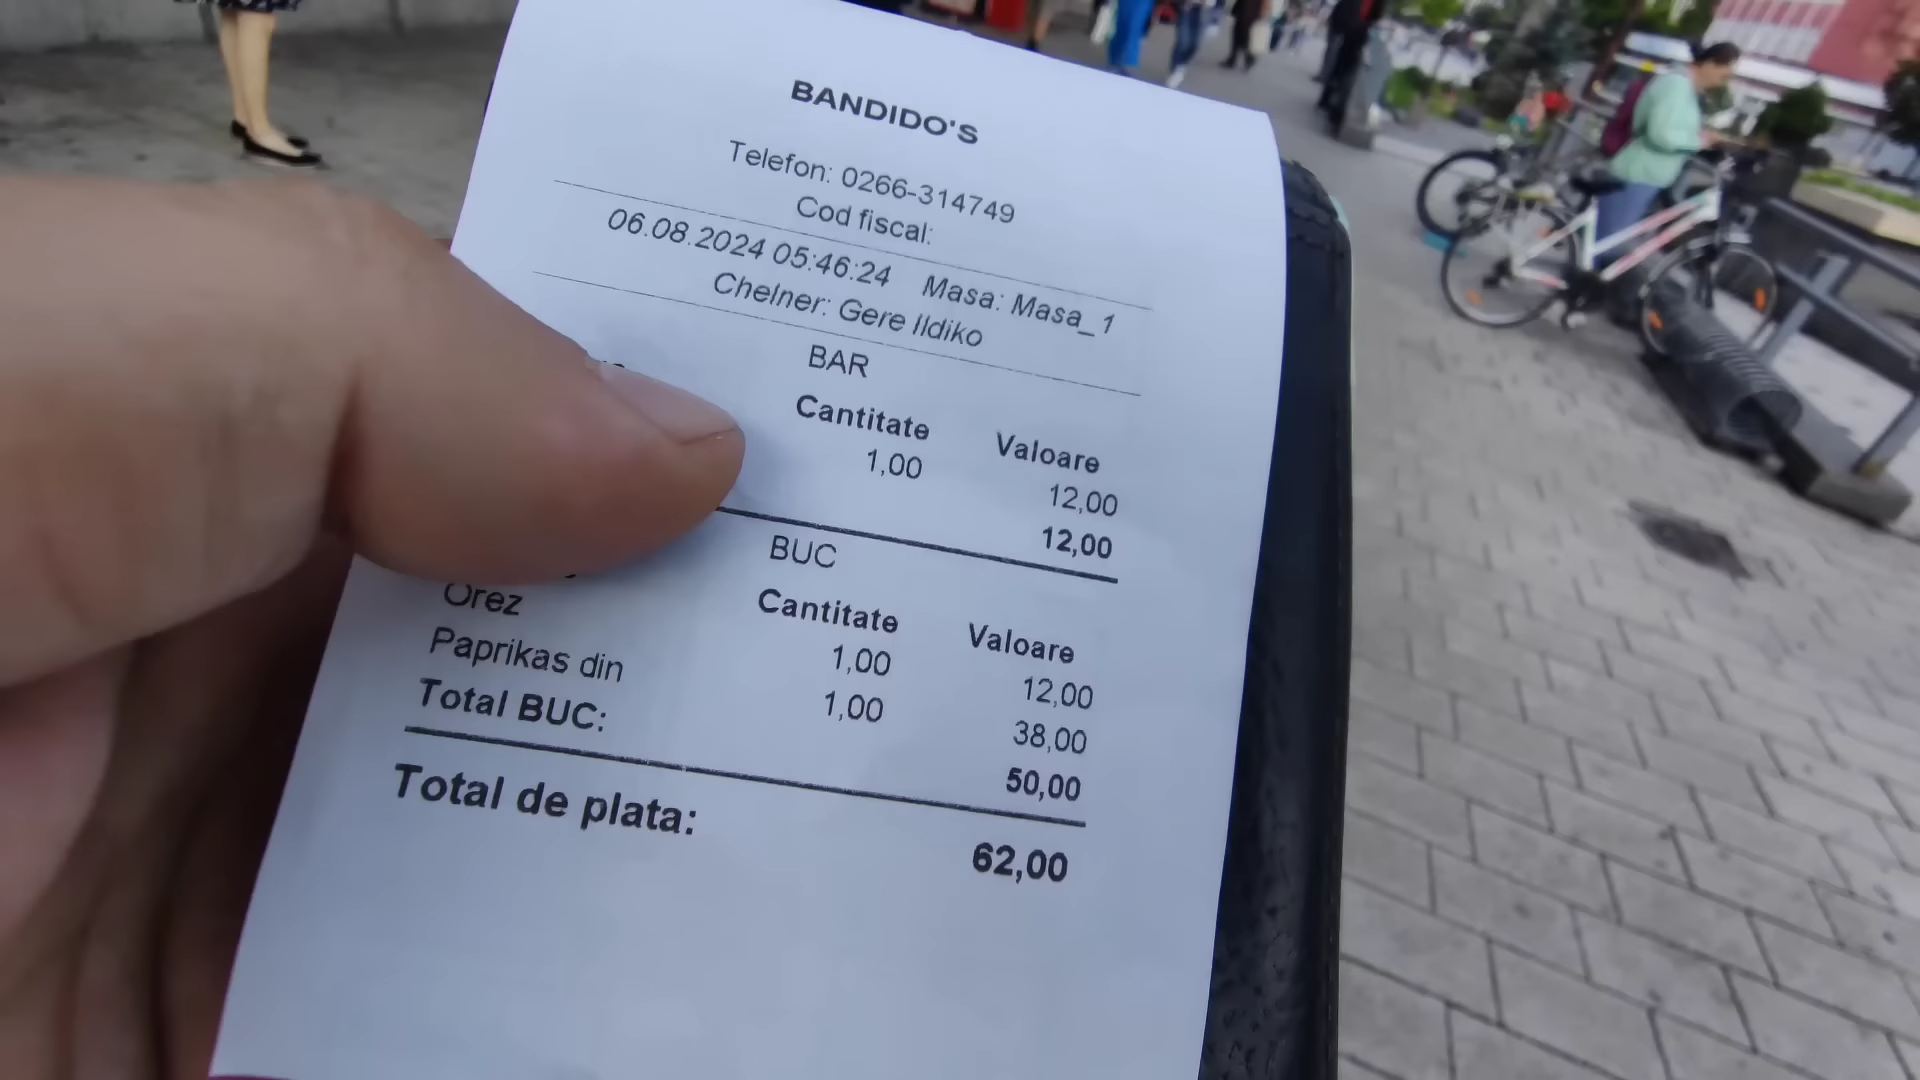 BANDIDO'S
Telefon: 0266-314749
Cod fiscal:
06.08.2024 05:46:24 Masa: Masa_1
Chelner: Gere Ildiko
BAR
Cantitate Valoare
1,00 12,00
12,00
BUC
Cantitate Valoare
Orez 1,00 12,00
Paprikas din 1,00 38,00
Total BUC: 50,00
Total de plata: 62,00